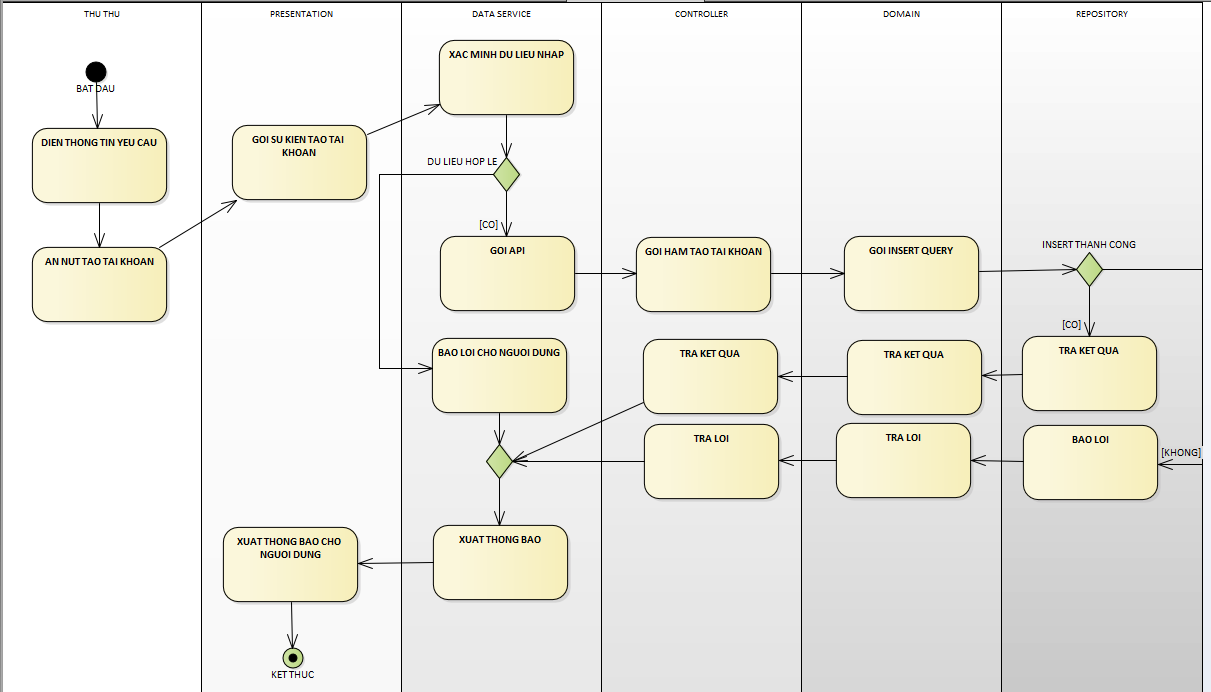 THU THU
PRESENTATION
DATA SERVICE
CONTROLLER
DOMAIN
REPOSITORY
BAT DAU
DIEN THONG TIN YEU CAU
AN NUT TAO TAI KHOAN
GOI SU KIEN TAO TAI
KHOAN
XAC MINH DU LIEU NHAP
DU LIEU HOP LE
[CO]
GOI API
GOI HAM TAO TAI KHOAN
GOI INSERT QUERY
INSERT THANH CONG
[CO]
TRA KET QUA
TRA KET QUA
TRA KET QUA
BAO LOI CHO NGUOI DUNG
[KHONG]
BAO LOI
TRA LOI
TRA LOI
XUAT THONG BAO
XUAT THONG BAO CHO
NGUOI DUNG
KET THUC